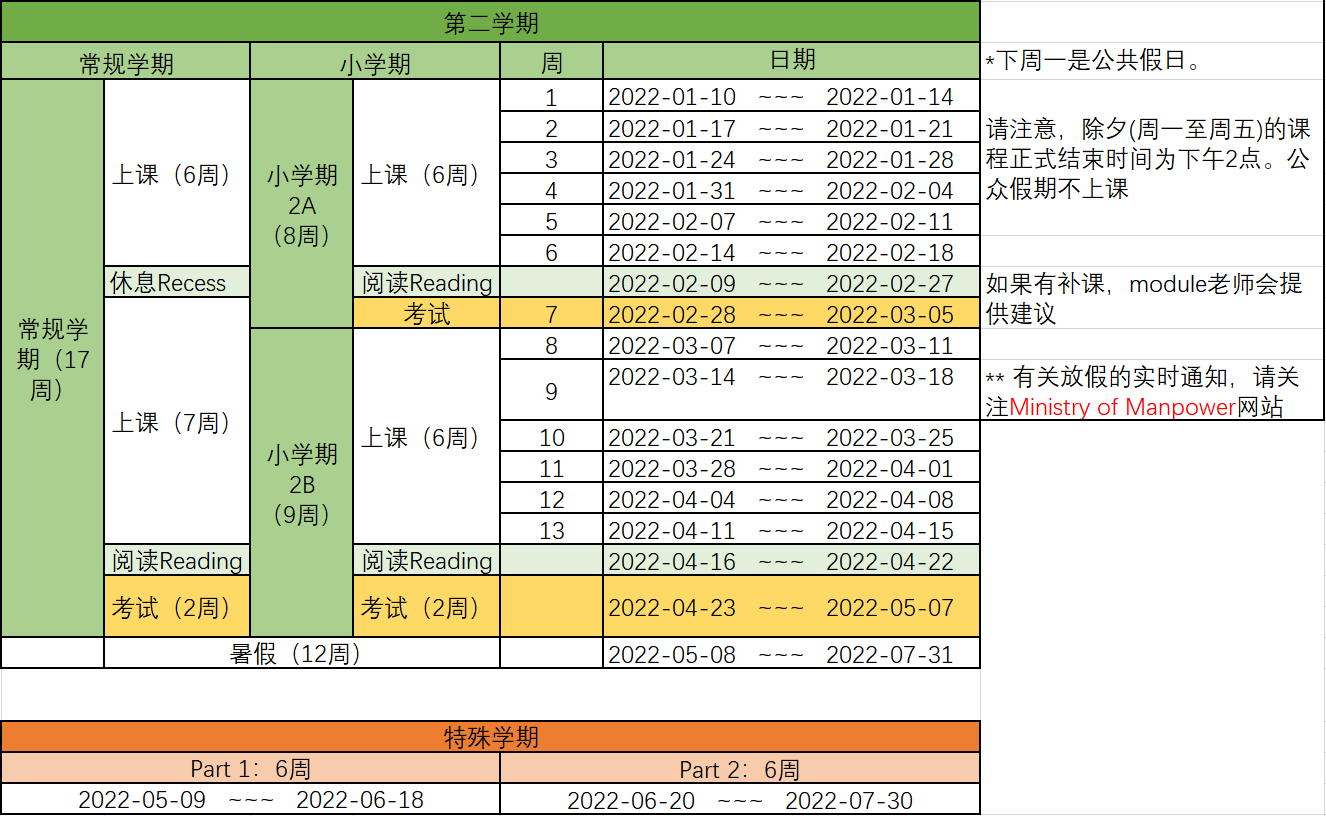 第二学期
常规学期 小学期 周 日期 *下周一是公共假日。
1 2022-01-10 ~~~ 2022-01-14
2 2022-01-17 ~~~ 2022-01-21
请注意，除夕(周一至周五)的课
程正式结束时间为下午2点。公
众假期不上课
3 2022-01-24 ~~~ 2022-01-28
上课（6周） 小学期
2A
（8周） 上课（6周）
4 2022-01-31 ~~~ 2022-02-04
5 2022-02-07 ~~~ 2022-02-11
6 2022-02-14 ~~~ 2022-02-18
休息Recess 阅读Reading 2022-02-09 ~~~ 2022-02-27
如果有补课，module老师会提
供建议
考试 7 2022-02-28 ~~~ 2022-03-05
常规学
期（17
周）
8 2022-03-07 ~~~ 2022-03-11
9 2022-03-14 ~~~ 2022-03-18
** 有关放假的实时通知，请关
注Ministry of Manpower网站
上课（7周） 上课（6周）
10 2022-03-21 ~~~ 2022-03-25
小学期
2B
（9周）
11 2022-03-28 ~~~ 2022-04-01
12 2022-04-04 ~~~ 2022-04-08
13 2022-04-11 ~~~ 2022-04-15
阅读Reading 阅读Reading 2022-04-16 ~~~ 2022-04-22
考试（2周） 考试（2周） 2022-04-23 ~~~ 2022-05-07
暑假（12周） 2022-05-08 ~~~ 2022-07-31
特殊学期
Part 1：6周 Part 2：6周
2022-05-09 ~~~ 2022-06-18 2022-06-20 ~~~ 2022-07-30